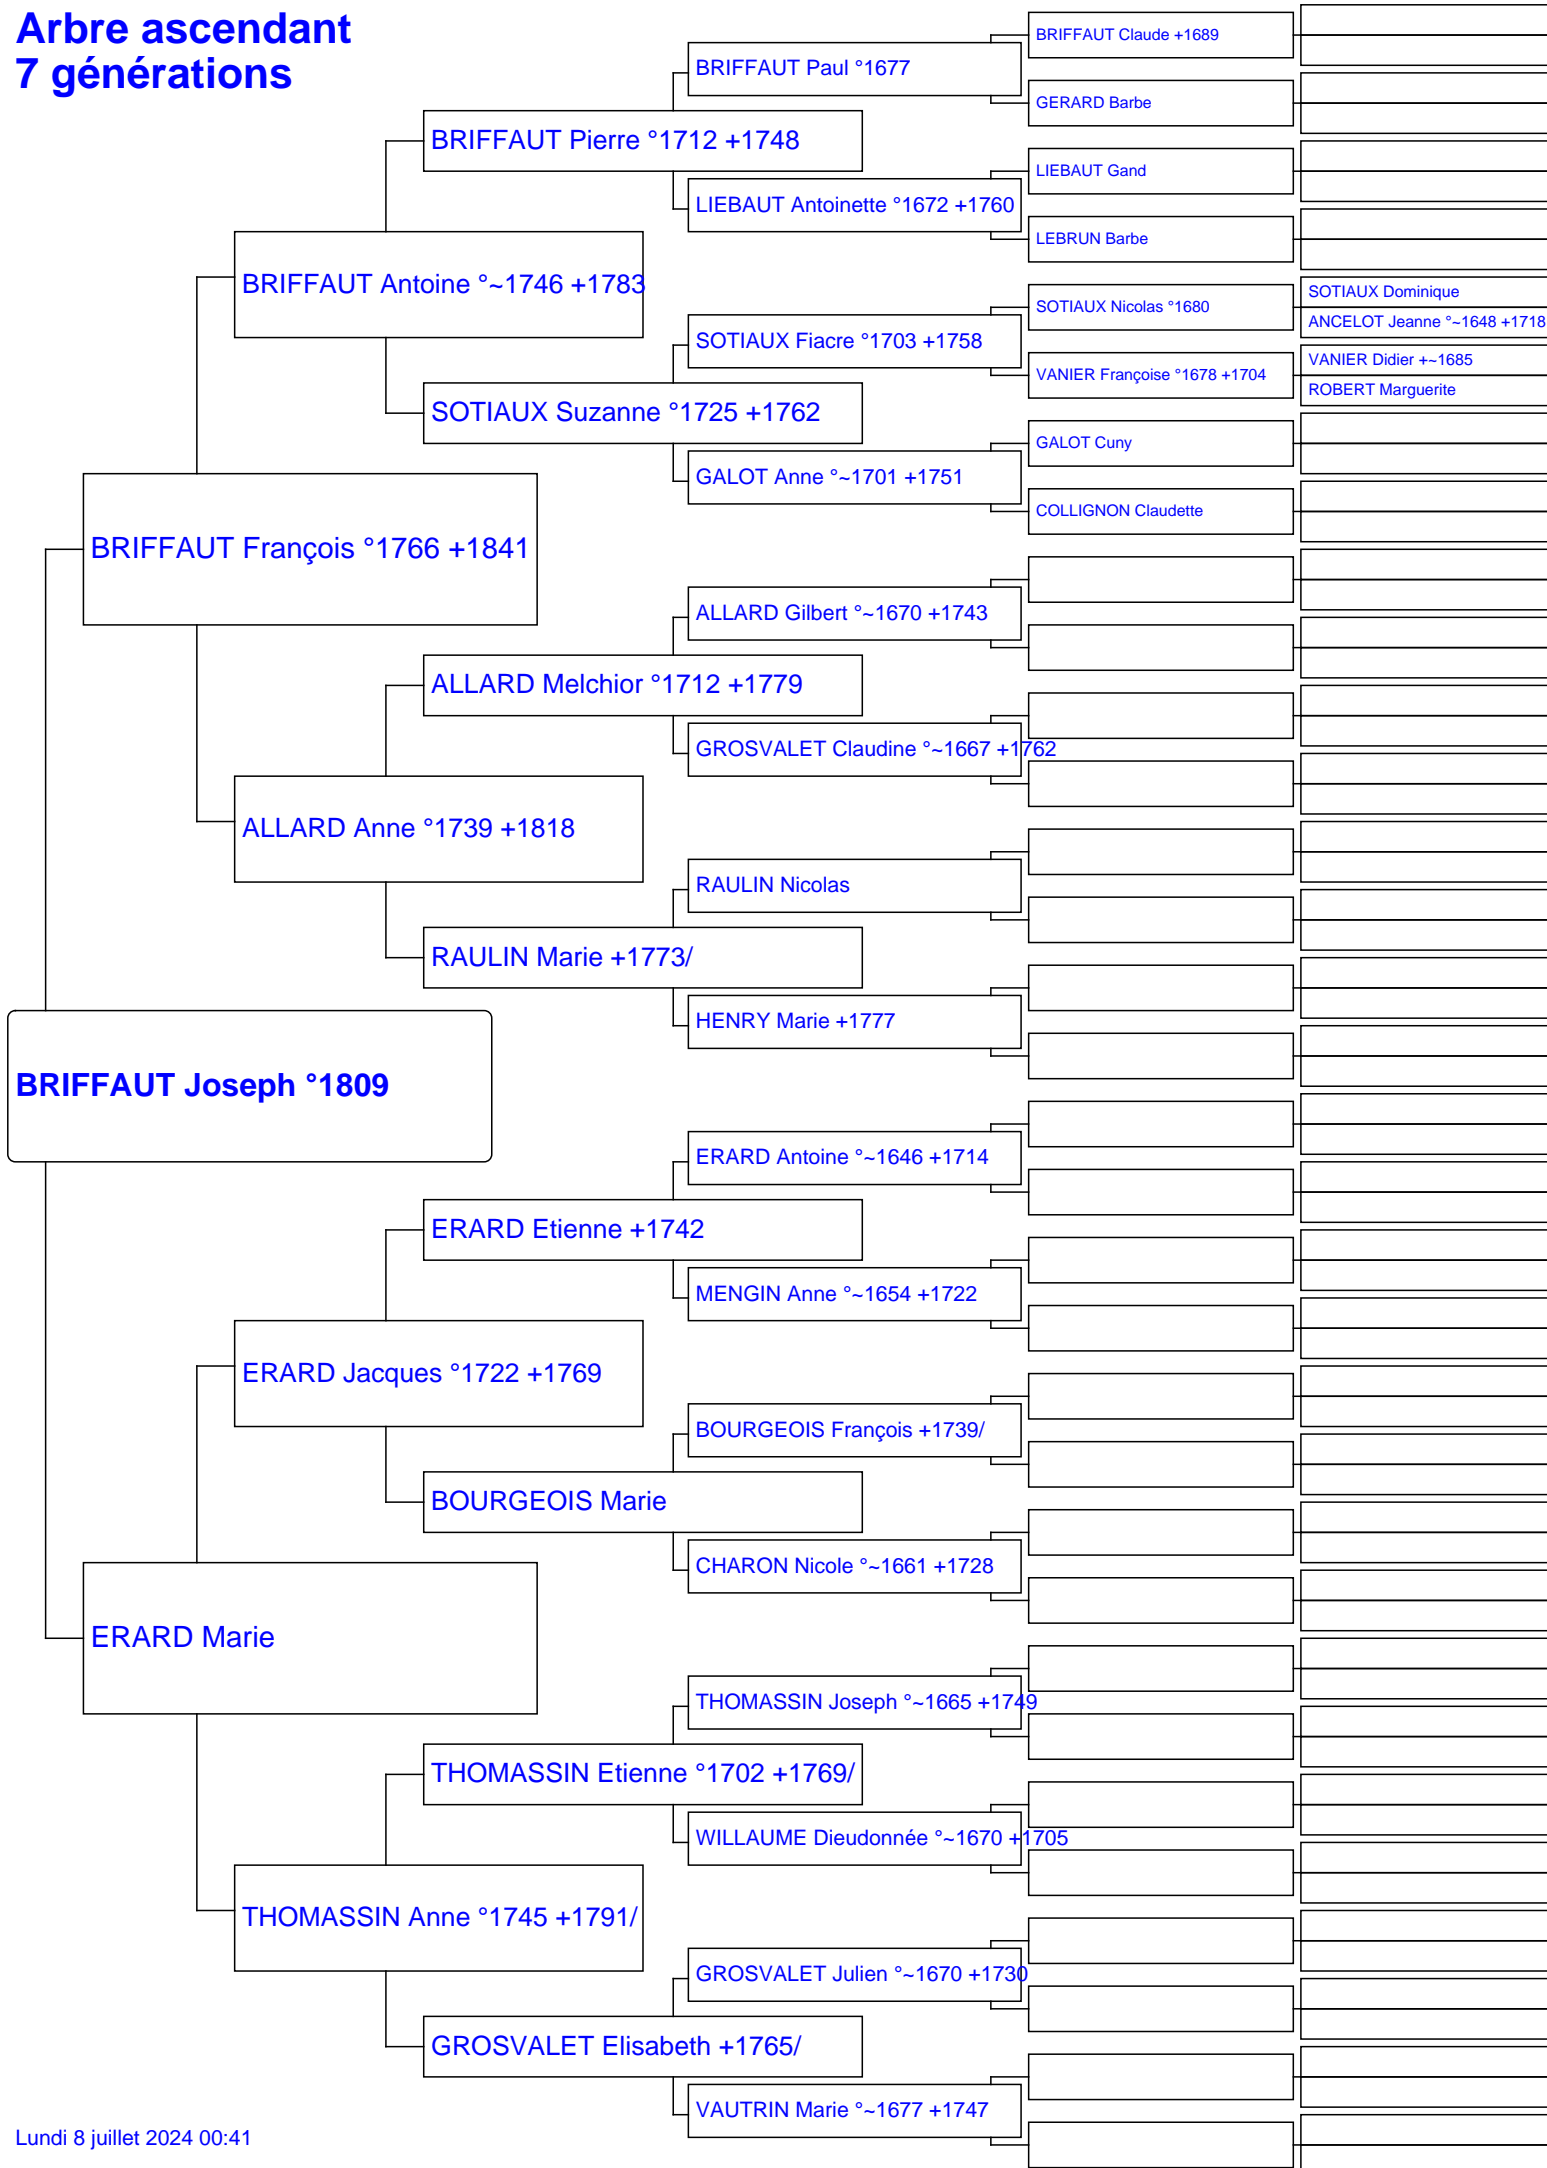 Arbre ascendant
7 générations
BRIFFAUT Joseph °1809
BRIFFAUT François °1766 +1841
ERARD Marie
BRIFFAUT Antoine °~1746 +1783
ALLARD Anne °1739 +1818
ERARD Jacques °1722 +1769
THOMASSIN Anne °1745 +1791/
BRIFFAUT Pierre °1712 +1748
SOTIAUX Suzanne °1725 +1762
ALLARD Melchior °1712 +1779
RAULIN Marie +1773/
ERARD Etienne +1742
BOURGEOIS Marie
THOMASSIN Etienne °1702 +1769/
GROSVALET Elisabeth +1765/
BRIFFAUT Paul °1677
LIEBAUT Antoinette °1672 +1760
SOTIAUX Fiacre °1703 +1758
GALOT Anne °~1701 +1751
ALLARD Gilbert °~1670 +1743
GROSVALET Claudine °~1667 +1762
RAULIN Nicolas
HENRY Marie +1777
ERARD Antoine °~1646 +1714
MENGIN Anne °~1654 +1722
BOURGEOIS François +1739/
CHARON Nicole °~1661 +1728
THOMASSIN Joseph °~1665 +1749
WILLAUME Dieudonnée °~1670 +1705
GROSVALET Julien °~1670 +1730
VAUTRIN Marie °~1677 +1747
BRIFFAUT Claude +1689
GERARD Barbe
LIEBAUT Gand
LEBRUN Barbe
SOTIAUX Nicolas °1680
VANIER Françoise °1678 +1704
GALOT Cuny
COLLIGNON Claudette
SOTIAUX Dominique
ANCELOT Jeanne °~1648 +1718
VANIER Didier +~1685
ROBERT Marguerite
Lundi 8 juillet 2024 00:41